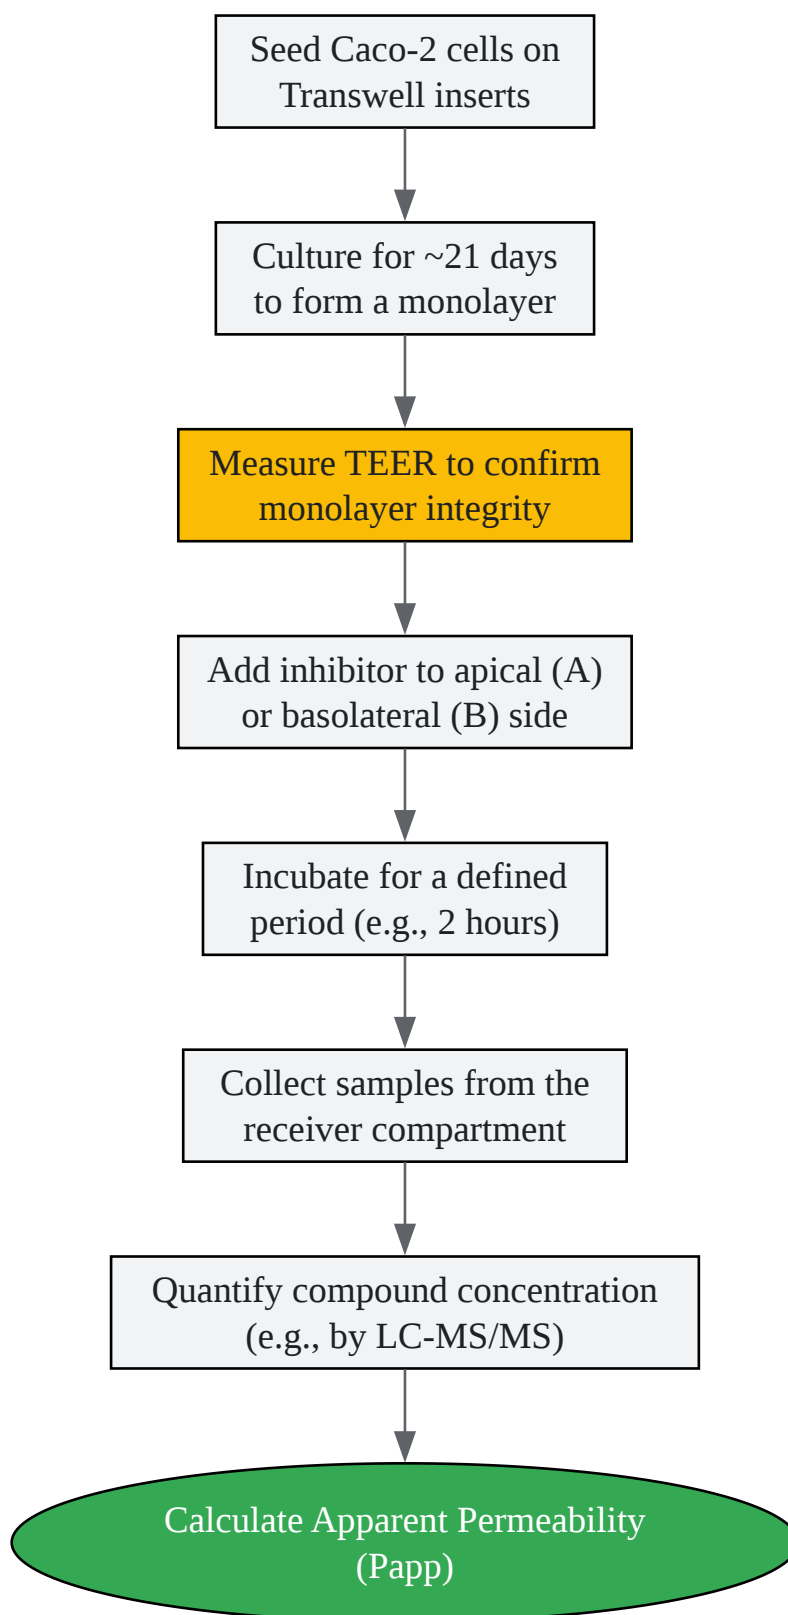 Seed Caco-2 cells on
Transwell inserts
Culture for ~21 days
to form a monolayer
Measure TEER to confirm
monolayer integrity
Add inhibitor to apical (A)
or basolateral (B) side
Incubate for a defined
period (e.g., 2 hours)
Collect samples from the
receiver compartment
Quantify compound concentration
(e.g., by LC-MS/MS)
Calculate Apparent Permeability
(Papp)